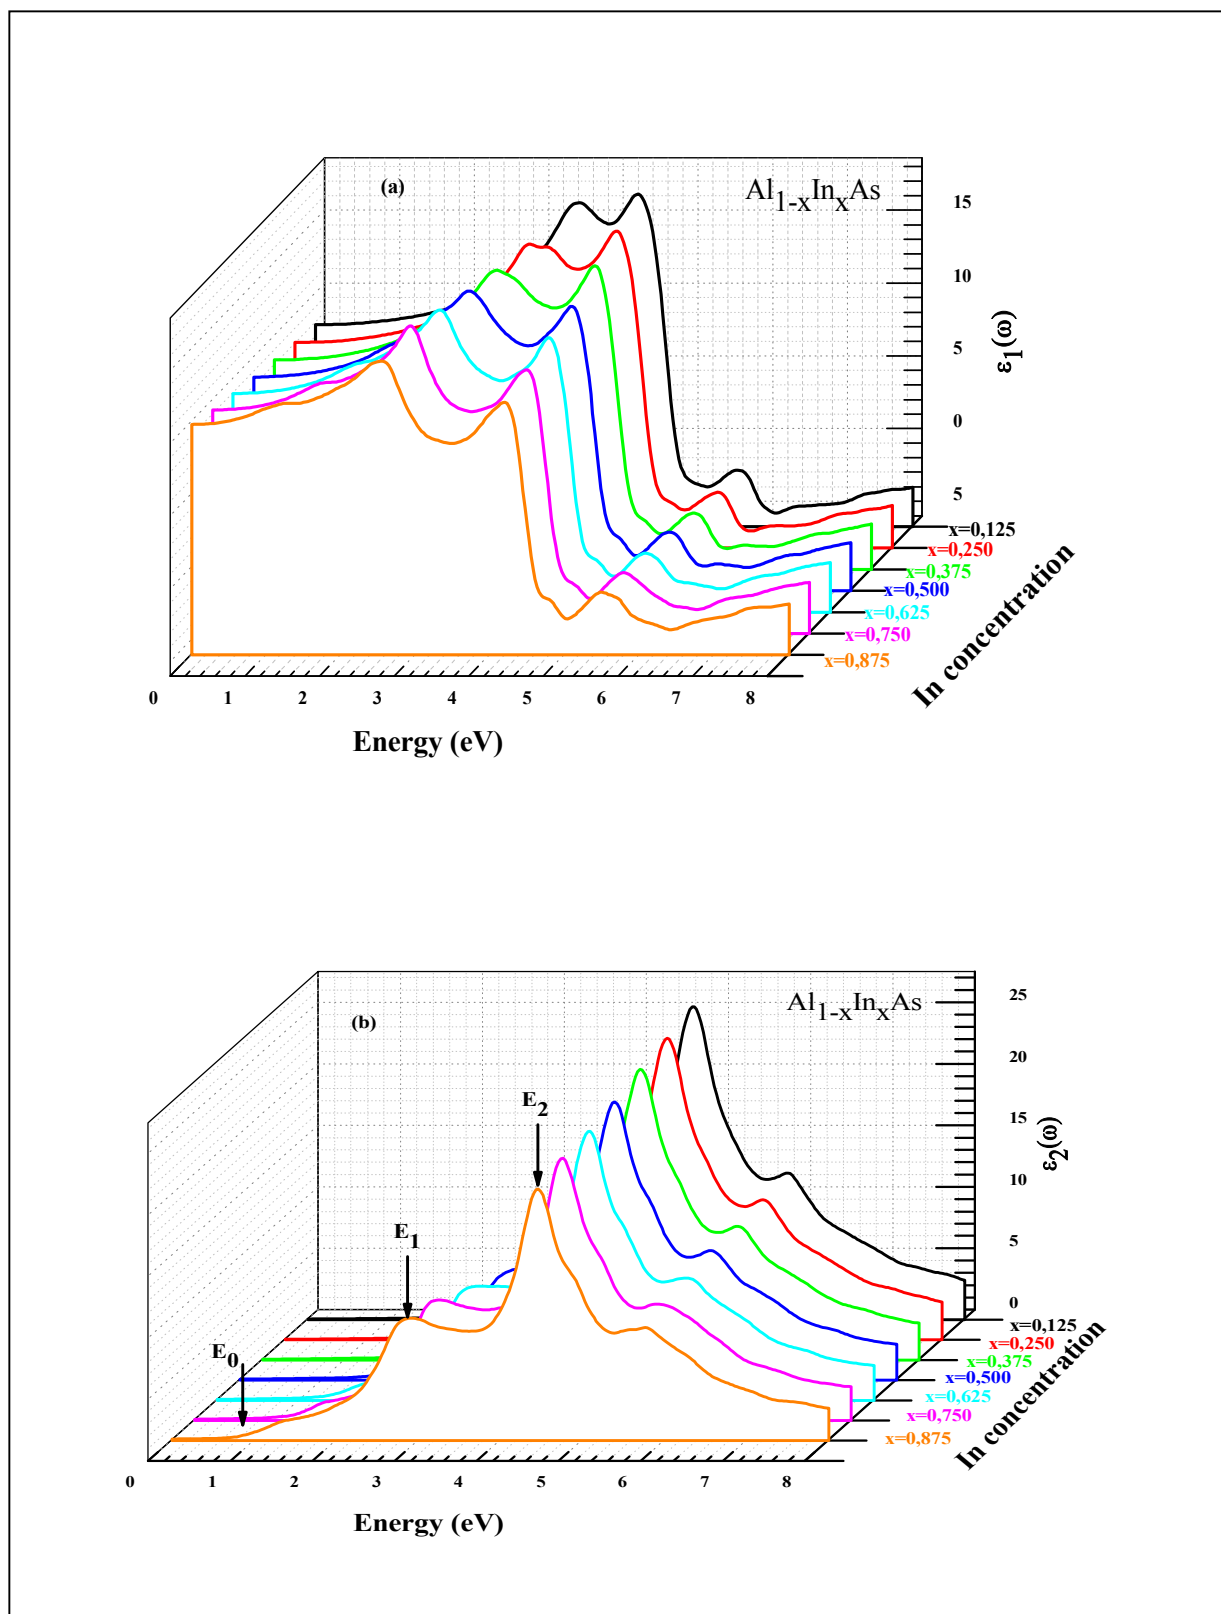 (a)
Al1-xInxAs
15
10
5
0
5
ε1(ω)
x=0,125
x=0,250
x=0,375
x=0,500
x=0,625
x=0,750
x=0,875
In concentration
0 1 2 3 4 5 6 7 8
Energy (eV)
(b)
Al1-xInxAs
25
20
15
10
5
0
ε2(ω)
E2
E1
E0
x=0,125
x=0,250
x=0,375
x=0,500
x=0,625
x=0,750
x=0,875
In concentration
0 1 2 3 4 5 6 7 8
Energy (eV)